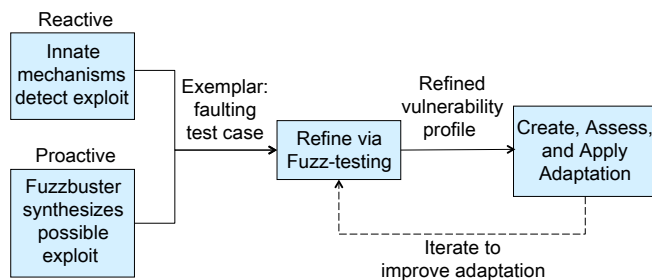 Reactive
Innate
mechanisms
detect exploit
Proactive
Fuzzbuster
synthesizes
possible
exploit
Exemplar:
faulting
test case
Refine via
Fuzz-testing
Refined
vulnerability
profile
Create, Assess,
and Apply
Adaptation
Iterate to
improve adaptation